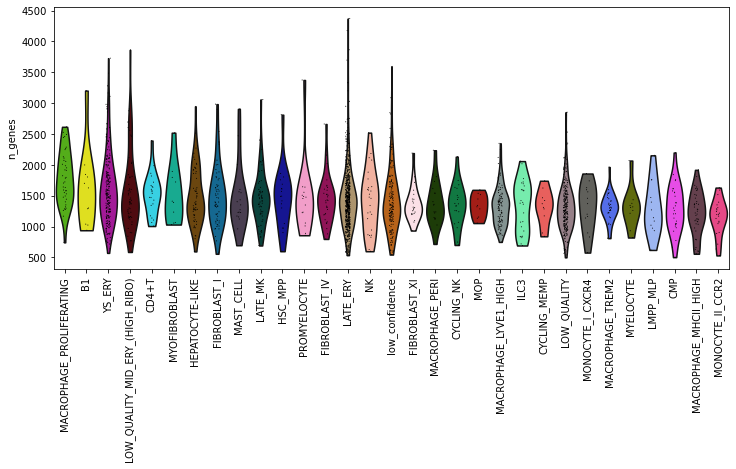 4500
4000
3500
3000
2500
2000
1500
1000
500
n_genes
MACROPHAGE_PROLIFERATING
B1
YS_ERY
LOW_QUALITY_MID_ERY_(HIGH_RIBO)
CD4+T
MYOFIBROBLAST
HEPATOCYTE-LIKE
FIBROBLAST_I
MAST_CELL
LATE_MK
HSC_MPP
PROMYELOCYTE
FIBROBLAST_IV
LATE_ERY
NK
low_confidence
FIBROBLAST_XI
MACROPHAGE_PERI
CYCLING_NK
MOP
MACROPHAGE_LYVE1_HIGH
ILC3
CYCLING_MEMP
LOW_QUALITY
MONOCYTE_I_CXCR4
MACROPHAGE_TREM2
MYELOCYTE
LMPP_MLP
CMP
MACROPHAGE_MHCII_HIGH
MONOCYTE_II_CCR2